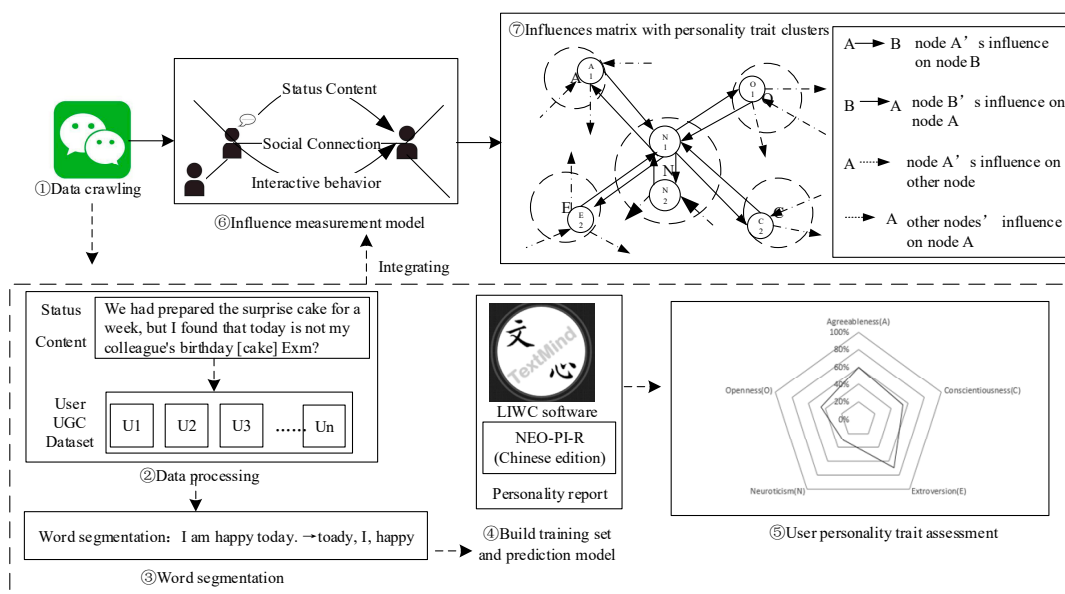 ①Data crawling
Status Content
Social Connection
Interactive behavior
⑥Influence measurement model
⑦Influences matrix with personality trait clusters
A
A
1
O
O
1
N
1
N
N
2
E
E
2
C
C
2
A B node A's influence
on node B
B A node B's influence on
node A
A node A's influence on
other node
A other nodes' influence
on node A
Integrating
Status
Content
We had prepared the surprise cake for a
week, but I found that today is not my
colleague's birthday [cake] Exm?
User
UGC
Dataset
U1 U2 U3 ...... Un
②Data processing
Word segmentation: I am happy today. →toady, I, happy
③Word segmentation
文
心
TextMind
LIWC software
NEO-PI-R
(Chinese edition)
Personality report
④Build training set
and prediction model
Agreeableness(A)
100%
80%
60%
40%
20%
0%
Openness(O)
Conscientiousness(C)
Neuroticism(N)
Extroversion(E)
⑤User personality trait assessment